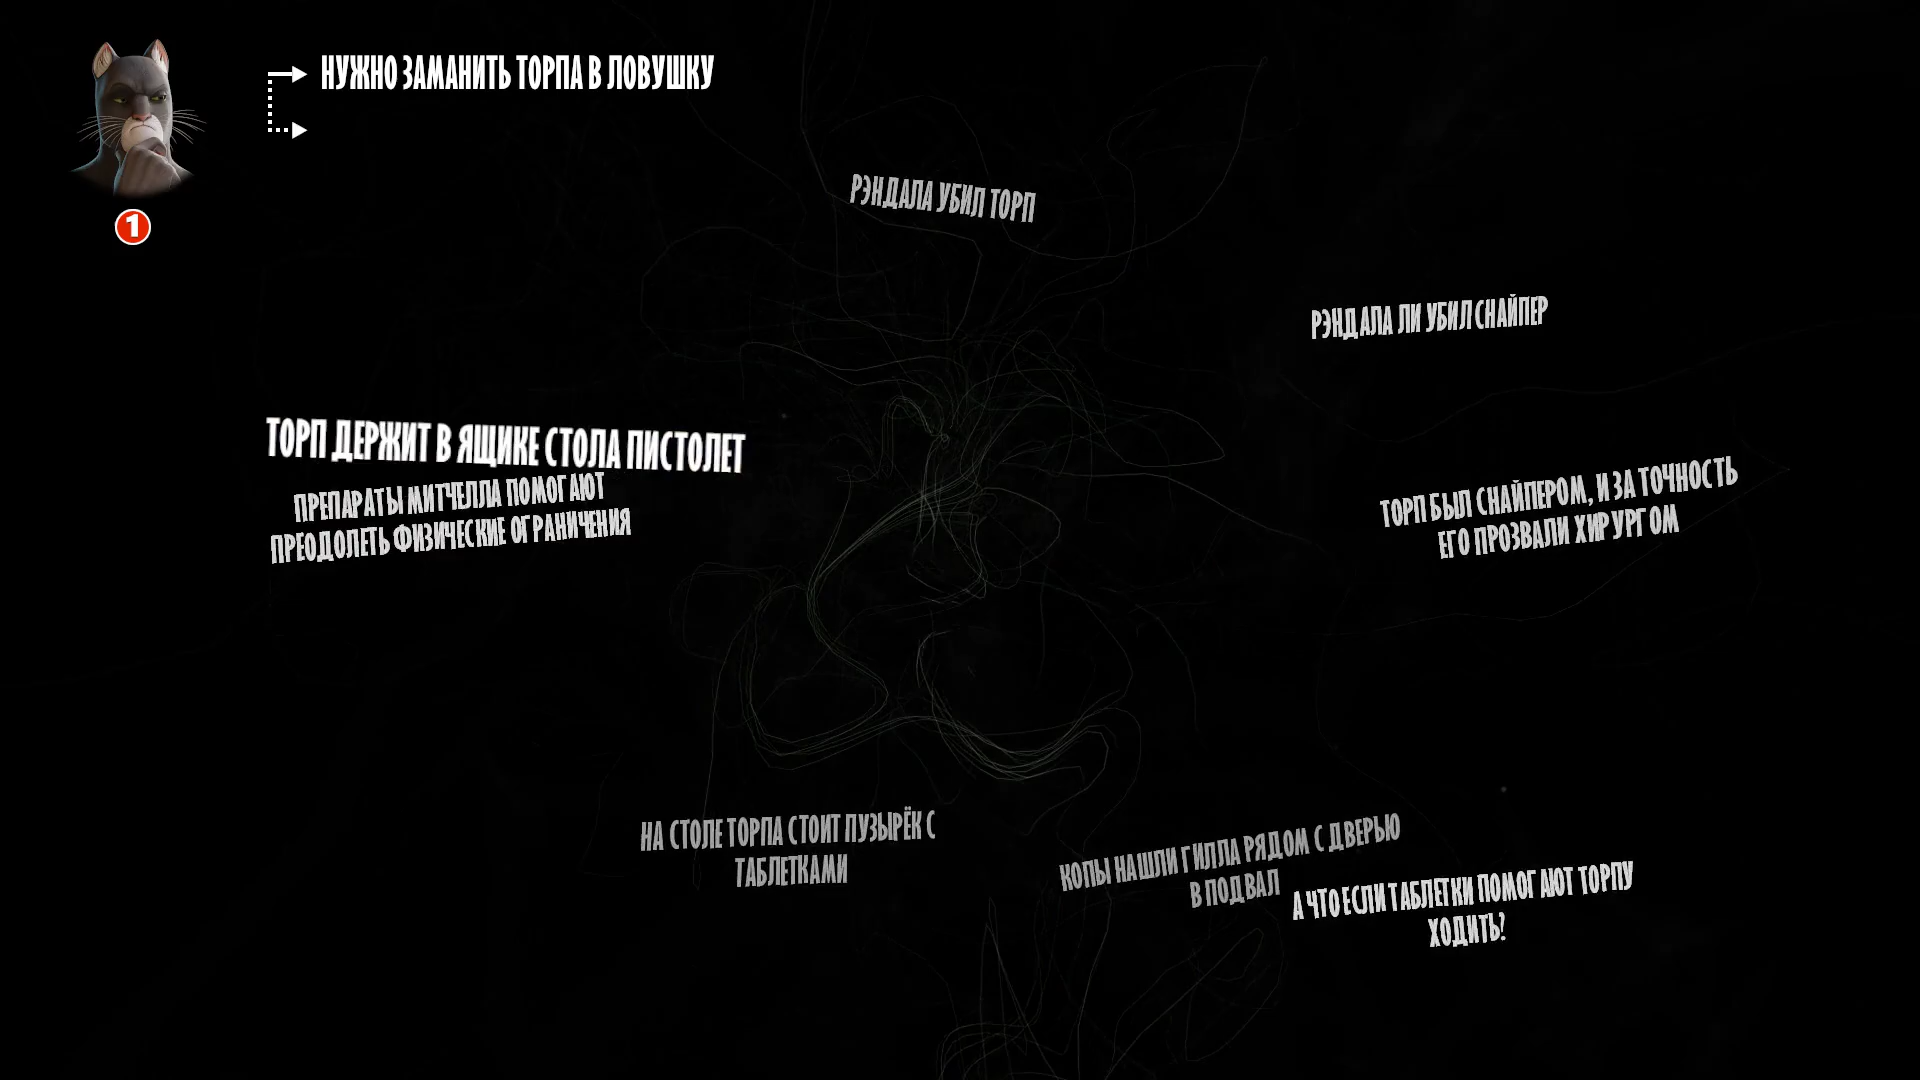 НУЖНО ЗАМАНИТЬ ТОРПА В ЛОВУШКУ
1
РЭНДАЛА УБИЛ ТОРП
РЭНДАЛА ЛИ УБИЛ СНАЙПЕР
ТОРП ДЕРЖИТ В ЯЩИКЕ СТОЛА ПИСТОЛЕТ
ПРЕПАРАТЫ МИТЧЕЛЛА ПОМОГАЮТ
ПРЕОДОЛЕТЬ ФИЗИЧЕСКИЕ ОГРАНИЧЕНИЯ
ТОРП БЫЛ СНАЙПЕРОМ, И ЗА ТОЧНОСТЬ
ЕГО ПРОЗВАЛИ ХИРУРГОМ
НА СТОЛЕ ТОРПА СТОИТ ПУЗЫРЁК С
ТАБЛЕТКАМИ
КОПЫ НАШЛИ ГИЛЛА РЯДОМ С ДВЕРЬЮ
В ПОДВАЛ
А ЧТО ЕСЛИ ТАБЛЕТКИ ПОМОГАЮТ ТОРПУ
ХОДИТЬ?